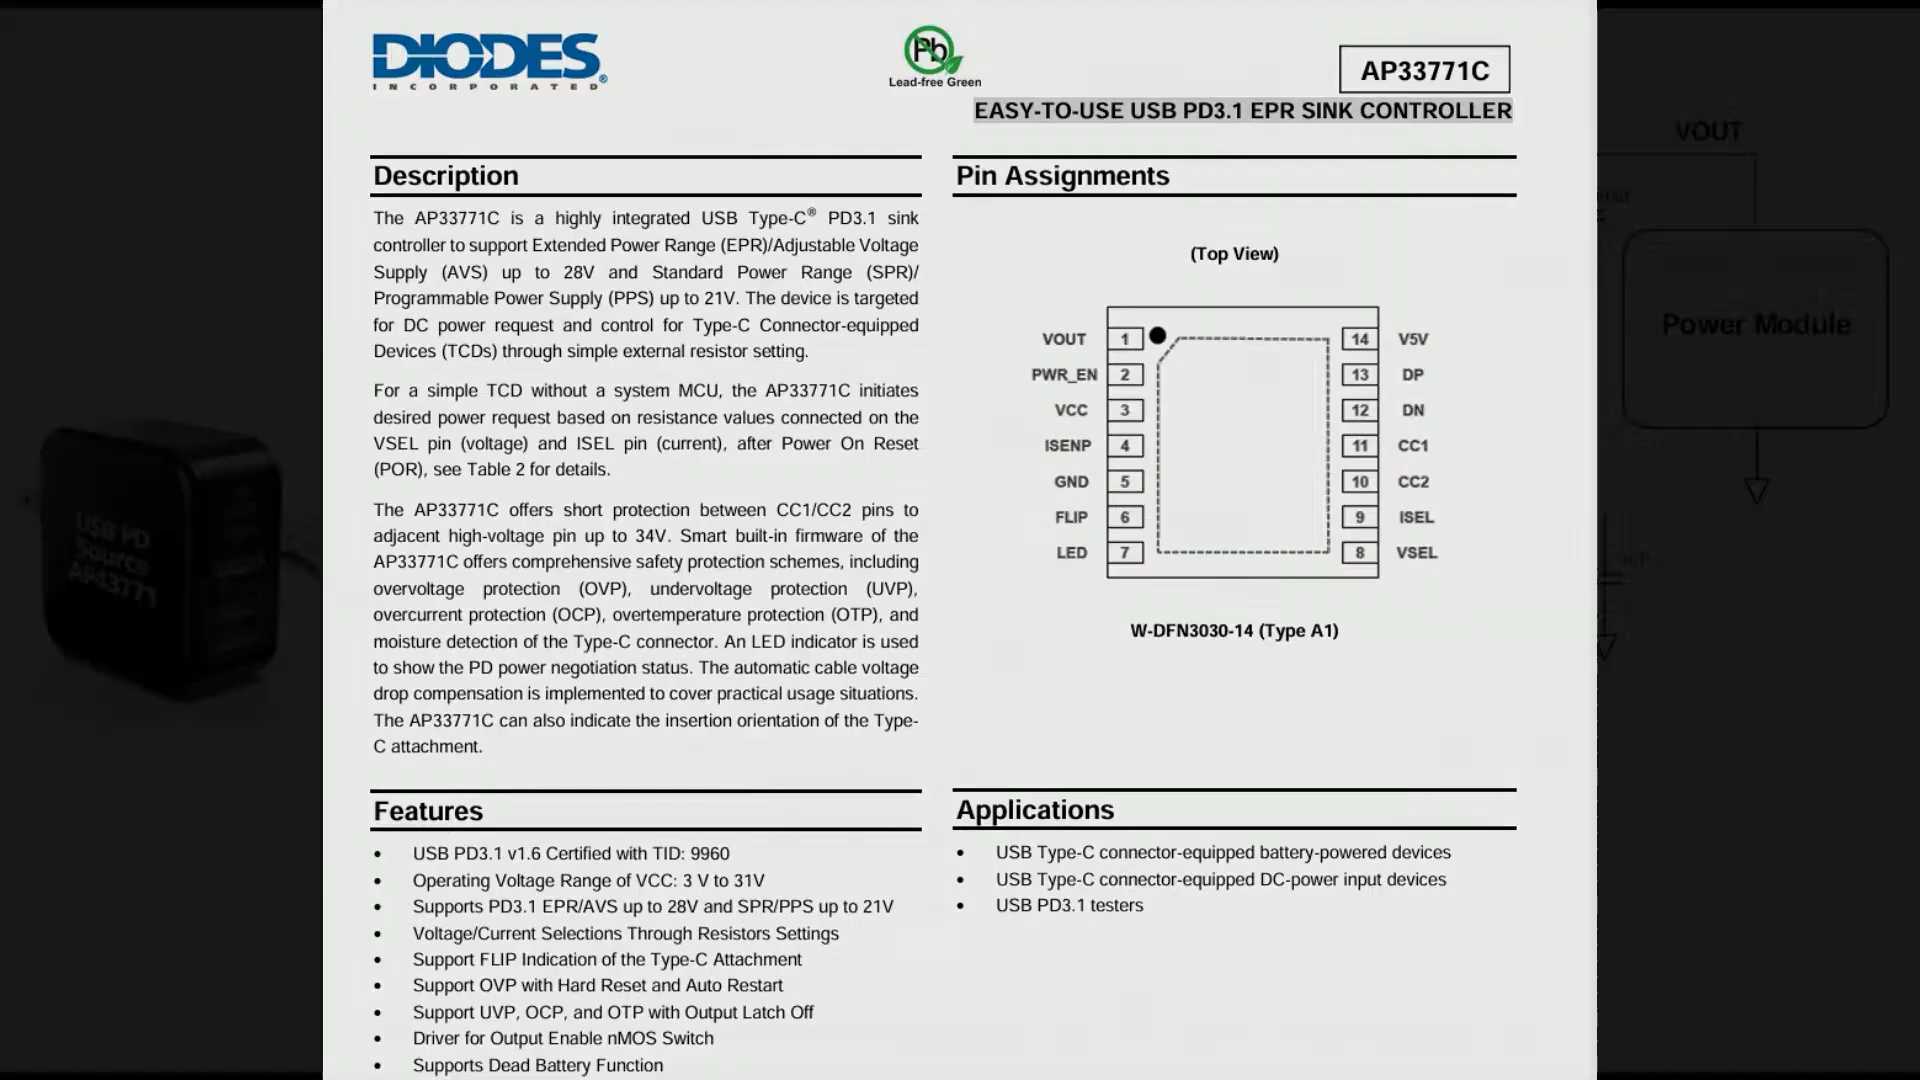 DIODES
INCORPORATED
Pb
Lead-free Green
AP33771C
EASY-TO-USE USB PD3.1 EPR SINK CONTROLLER
Description
The AP33771C is a highly integrated USB Type-C® PD3.1 sink
controller to support Extended Power Range (EPR)/Adjustable Voltage
Supply (AVS) up to 28V and Standard Power Range (SPR)/
Programmable Power Supply (PPS) up to 21V. The device is targeted
for DC power request and control for Type-C Connector-equipped
Devices (TCDs) through simple external resistor setting.
For a simple TCD without a system MCU, the AP33771C initiates
desired power request based on resistance values connected on the
VSEL pin (voltage) and ISEL pin (current), after Power On Reset
(POR), see Table 2 for details.
The AP33771C offers short protection between CC1/CC2 pins to
adjacent high-voltage pin up to 34V. Smart built-in firmware of the
AP33771C offers comprehensive safety protection schemes, including
overvoltage protection (OVP), undervoltage protection (UVP),
overcurrent protection (OCP), overtemperature protection (OTP), and
moisture detection of the Type-C connector. An LED indicator is used
to show the PD power negotiation status. The automatic cable voltage
drop compensation is implemented to cover practical usage situations.
The AP33771C can also indicate the insertion orientation of the Type-
C attachment.
Features
• USB PD3.1 v1.6 Certified with TID: 9960
• Operating Voltage Range of VCC: 3 V to 31V
• Supports PD3.1 EPR/AVS up to 28V and SPR/PPS up to 21V
• Voltage/Current Selections Through Resistors Settings
• Support FLIP Indication of the Type-C Attachment
• Support OVP with Hard Reset and Auto Restart
• Support UVP, OCP, and OTP with Output Latch Off
• Driver for Output Enable nMOS Switch
• Supports Dead Battery Function
Pin Assignments
(Top View)
VOUT 1 14 V5V
PWR_EN 2 13 DP
VCC 3 12 DN
ISENP 4 11 CC1
GND 5 10 CC2
FLIP 6 9 ISEL
LED 7 8 VSEL
W-DFN3030-14 (Type A1)
Applications
• USB Type-C connector-equipped battery-powered devices
• USB Type-C connector-equipped DC-power input devices
• USB PD3.1 testers
USB PD
Source
AP43771
VOUT
Power Module